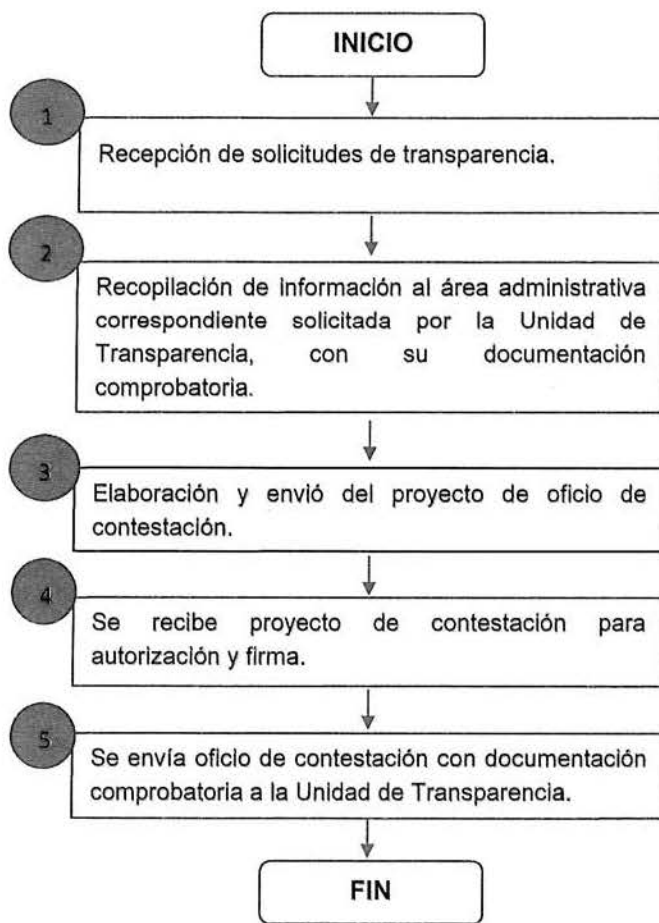 INICIO
1
Recepción de solicitudes de transparencia.
2
Recopilación de información al área administrativa
correspondiente solicitada por la Unidad de
Transparencia, con su documentación
comprobatoria.
3
Elaboración y envió del proyecto de oficio de
contestación.
4
Se recibe proyecto de contestación para
autorización y firma.
5
Se envía oficio de contestación con documentación
comprobatoria a la Unidad de Transparencia.
FIN